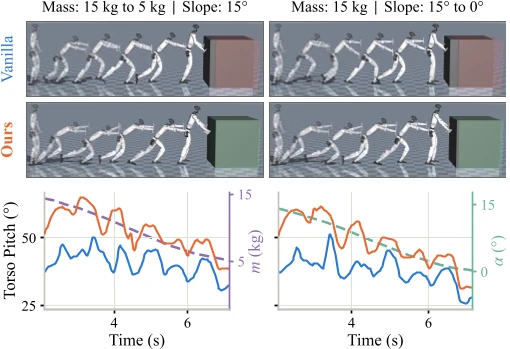 Mass: 15 kg to 5 kg | Slope: 15°
Mass: 15 kg | Slope: 15° to 0°
Vanilla
Ours
Torso Pitch (°)
50
25
4
6
Time (s)
15
5
m (kg)
4
6
Time (s)
15
0
α (°)